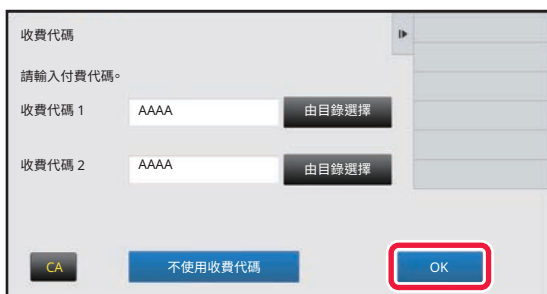 收費代碼
請輸入付費代碼。
收費代碼 1 AAAA 由目錄選擇
收費代碼 2 AAAA 由目錄選擇
CA 不使用收費代碼 OK